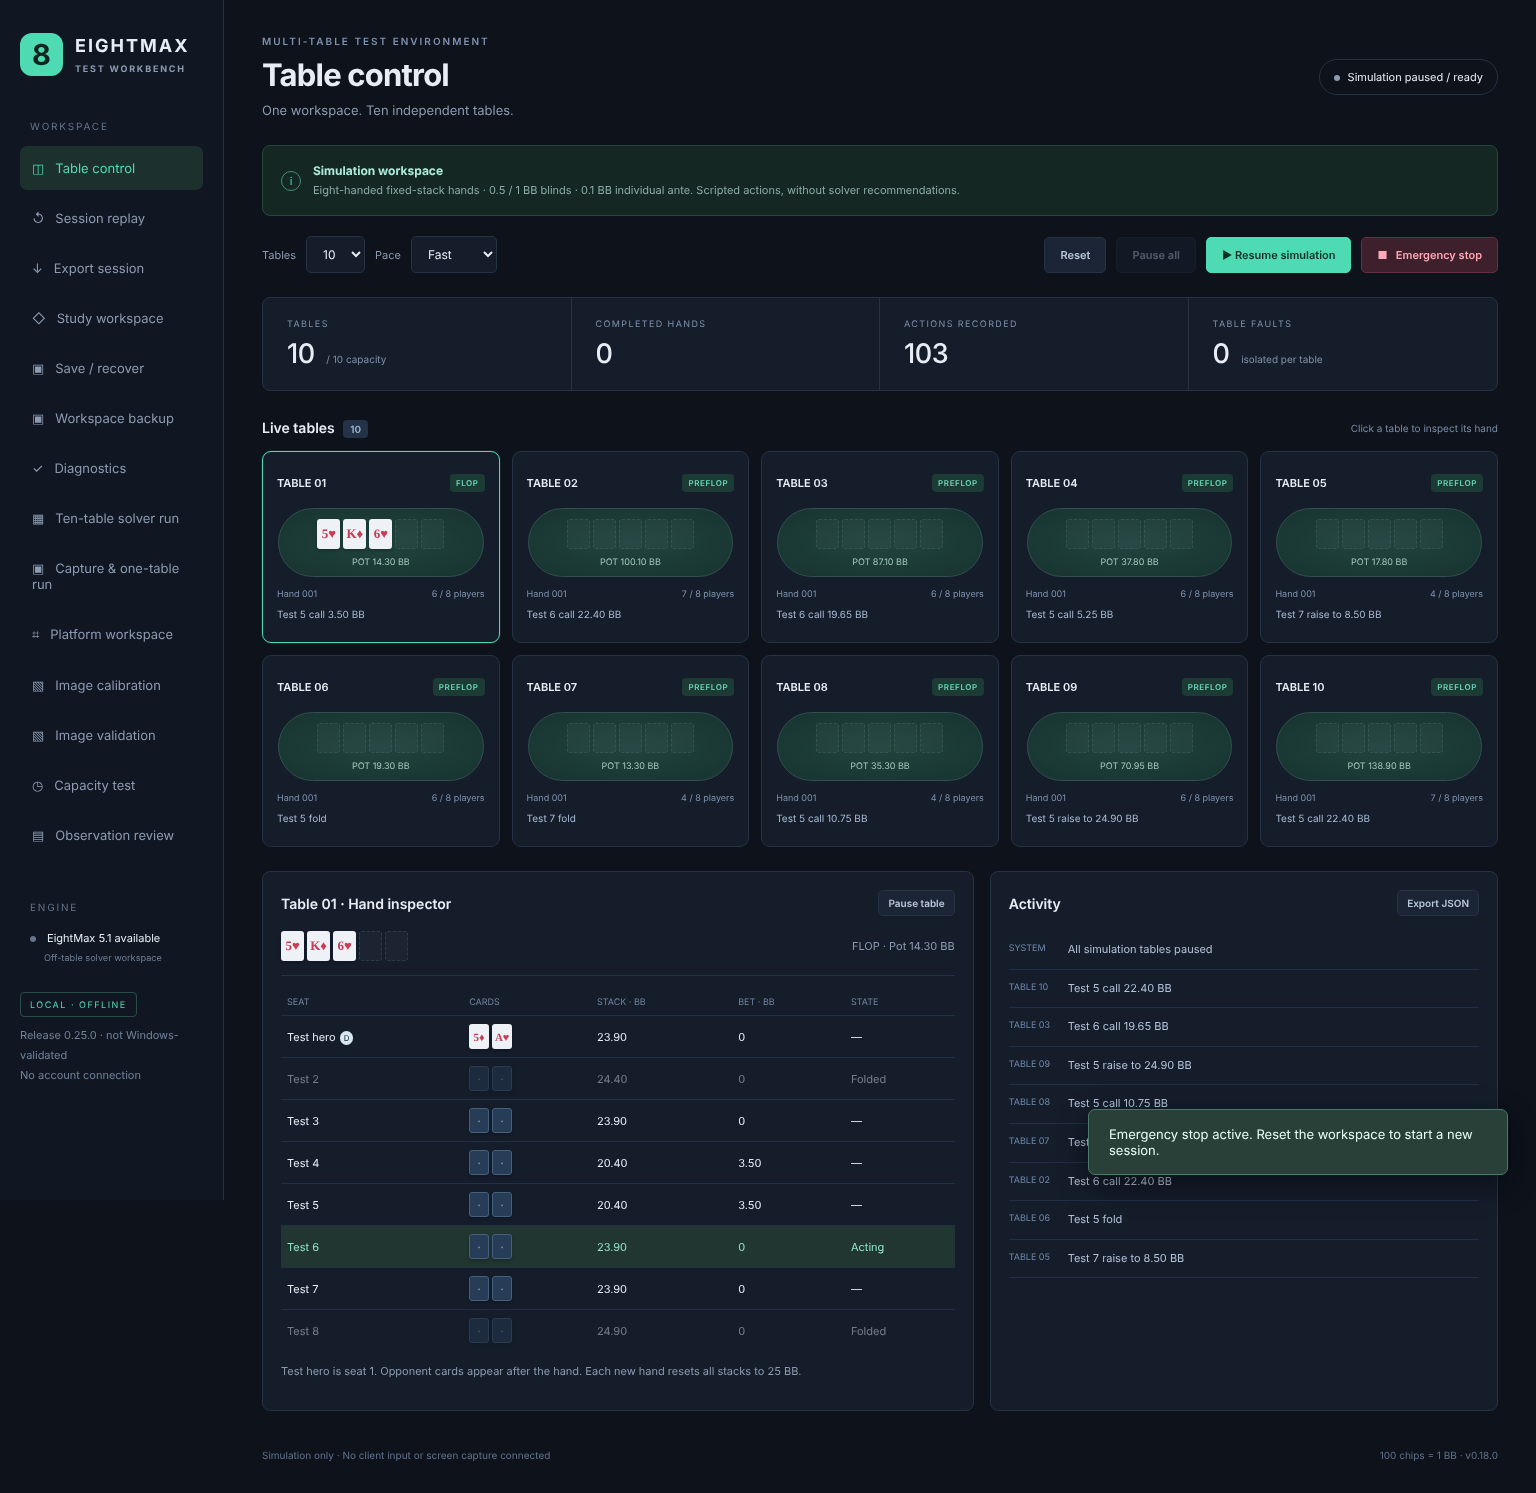 8
EIGHTMAX
TEST WORKBENCH
WORKSPACE
Table control
Session replay
Export session
Study workspace
Save / recover
Workspace backup
Diagnostics
Ten-table solver run
Capture & one-table
run
Platform workspace
Image calibration
Image validation
Capacity test
Observation review
ENGINE
EightMax 5.1 available
Off-table solver workspace
LOCAL · OFFLINE
Release 0.25.0 · not Windows-
validated
No account connection
MULTI-TABLE TEST ENVIRONMENT
Table control
One workspace. Ten independent tables.
Simulation paused / ready
i
Simulation workspace
Eight-handed fixed-stack hands · 0.5 / 1 BB blinds · 0.1 BB individual ante. Scripted actions, without solver recommendations.
Tables 10 Pace Fast
Reset Pause all ▶ Resume simulation ■ Emergency stop
TABLES COMPLETED HANDS ACTIONS RECORDED TABLE FAULTS
10 / 10 capacity 0 103 0 isolated per table
Live tables 10 Click a table to inspect its hand
TABLE 01 FLOP
5♥ K♦ 6♥
POT 14.30 BB
Hand 001 6 / 8 players
Test 5 call 3.50 BB
TABLE 02 PREFLOP
POT 100.10 BB
Hand 001 7 / 8 players
Test 6 call 22.40 BB
TABLE 03 PREFLOP
POT 87.10 BB
Hand 001 6 / 8 players
Test 6 call 19.65 BB
TABLE 04 PREFLOP
POT 37.80 BB
Hand 001 6 / 8 players
Test 5 call 5.25 BB
TABLE 05 PREFLOP
POT 17.80 BB
Hand 001 4 / 8 players
Test 7 raise to 8.50 BB
TABLE 06 PREFLOP
POT 19.30 BB
Hand 001 6 / 8 players
Test 5 fold
TABLE 07 PREFLOP
POT 13.30 BB
Hand 001 4 / 8 players
Test 7 fold
TABLE 08 PREFLOP
POT 35.30 BB
Hand 001 4 / 8 players
Test 5 call 10.75 BB
TABLE 09 PREFLOP
POT 70.95 BB
Hand 001 6 / 8 players
Test 5 raise to 24.90 BB
TABLE 10 PREFLOP
POT 138.90 BB
Hand 001 7 / 8 players
Test 5 call 22.40 BB
Table 01 · Hand inspector Pause table
5♥ K♦ 6♥ FLOP · Pot 14.30 BB
SEAT CARDS STACK · BB BET · BB STATE
Test hero D 5♦ A♥ 23.90 0 —
Test 2 24.40 0 Folded
Test 3 23.90 0 —
Test 4 20.40 3.50 —
Test 5 20.40 3.50 —
Test 6 23.90 0 Acting
Test 7 23.90 0 —
Test 8 24.90 0 Folded
Test hero is seat 1. Opponent cards appear after the hand. Each new hand resets all stacks to 25 BB.
Activity Export JSON
SYSTEM All simulation tables paused
TABLE 10 Test 5 call 22.40 BB
TABLE 03 Test 6 call 19.65 BB
TABLE 09 Test 5 raise to 24.90 BB
TABLE 08 Test 5 call 10.75 BB
TABLE 07
Emergency stop active. Reset the workspace to start a new
session.
TABLE 02 Test 6 call 22.40 BB
TABLE 06 Test 5 fold
TABLE 05 Test 7 raise to 8.50 BB
Simulation only · No client input or screen capture connected
100 chips = 1 BB · v0.18.0